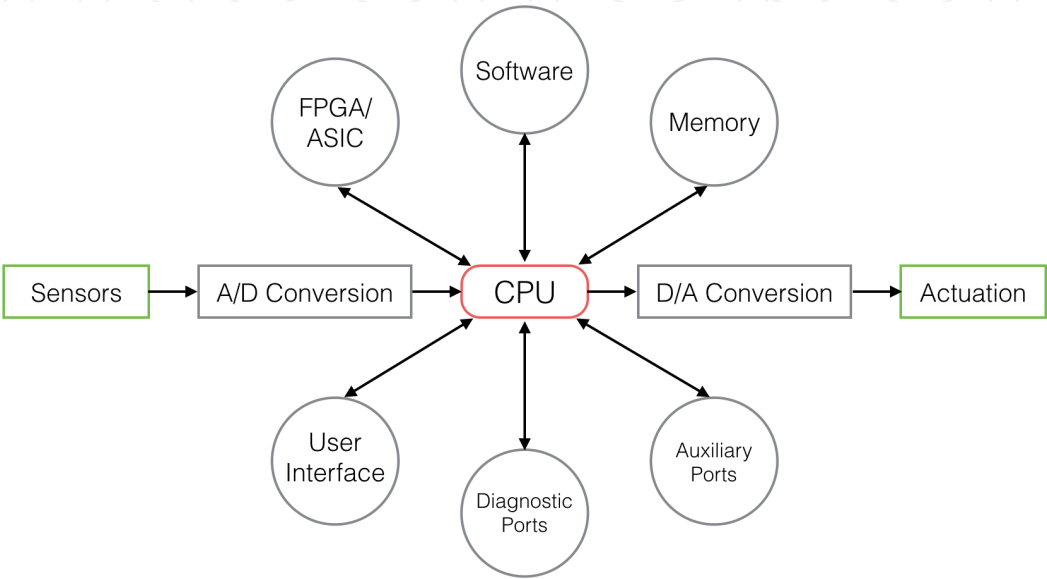 Software
FPGA/
ASIC
Memory
Sensors
A/D Conversion
CPU
D/A Conversion
Actuation
User
Interface
Diagnostic
Ports
Auxiliary
Ports